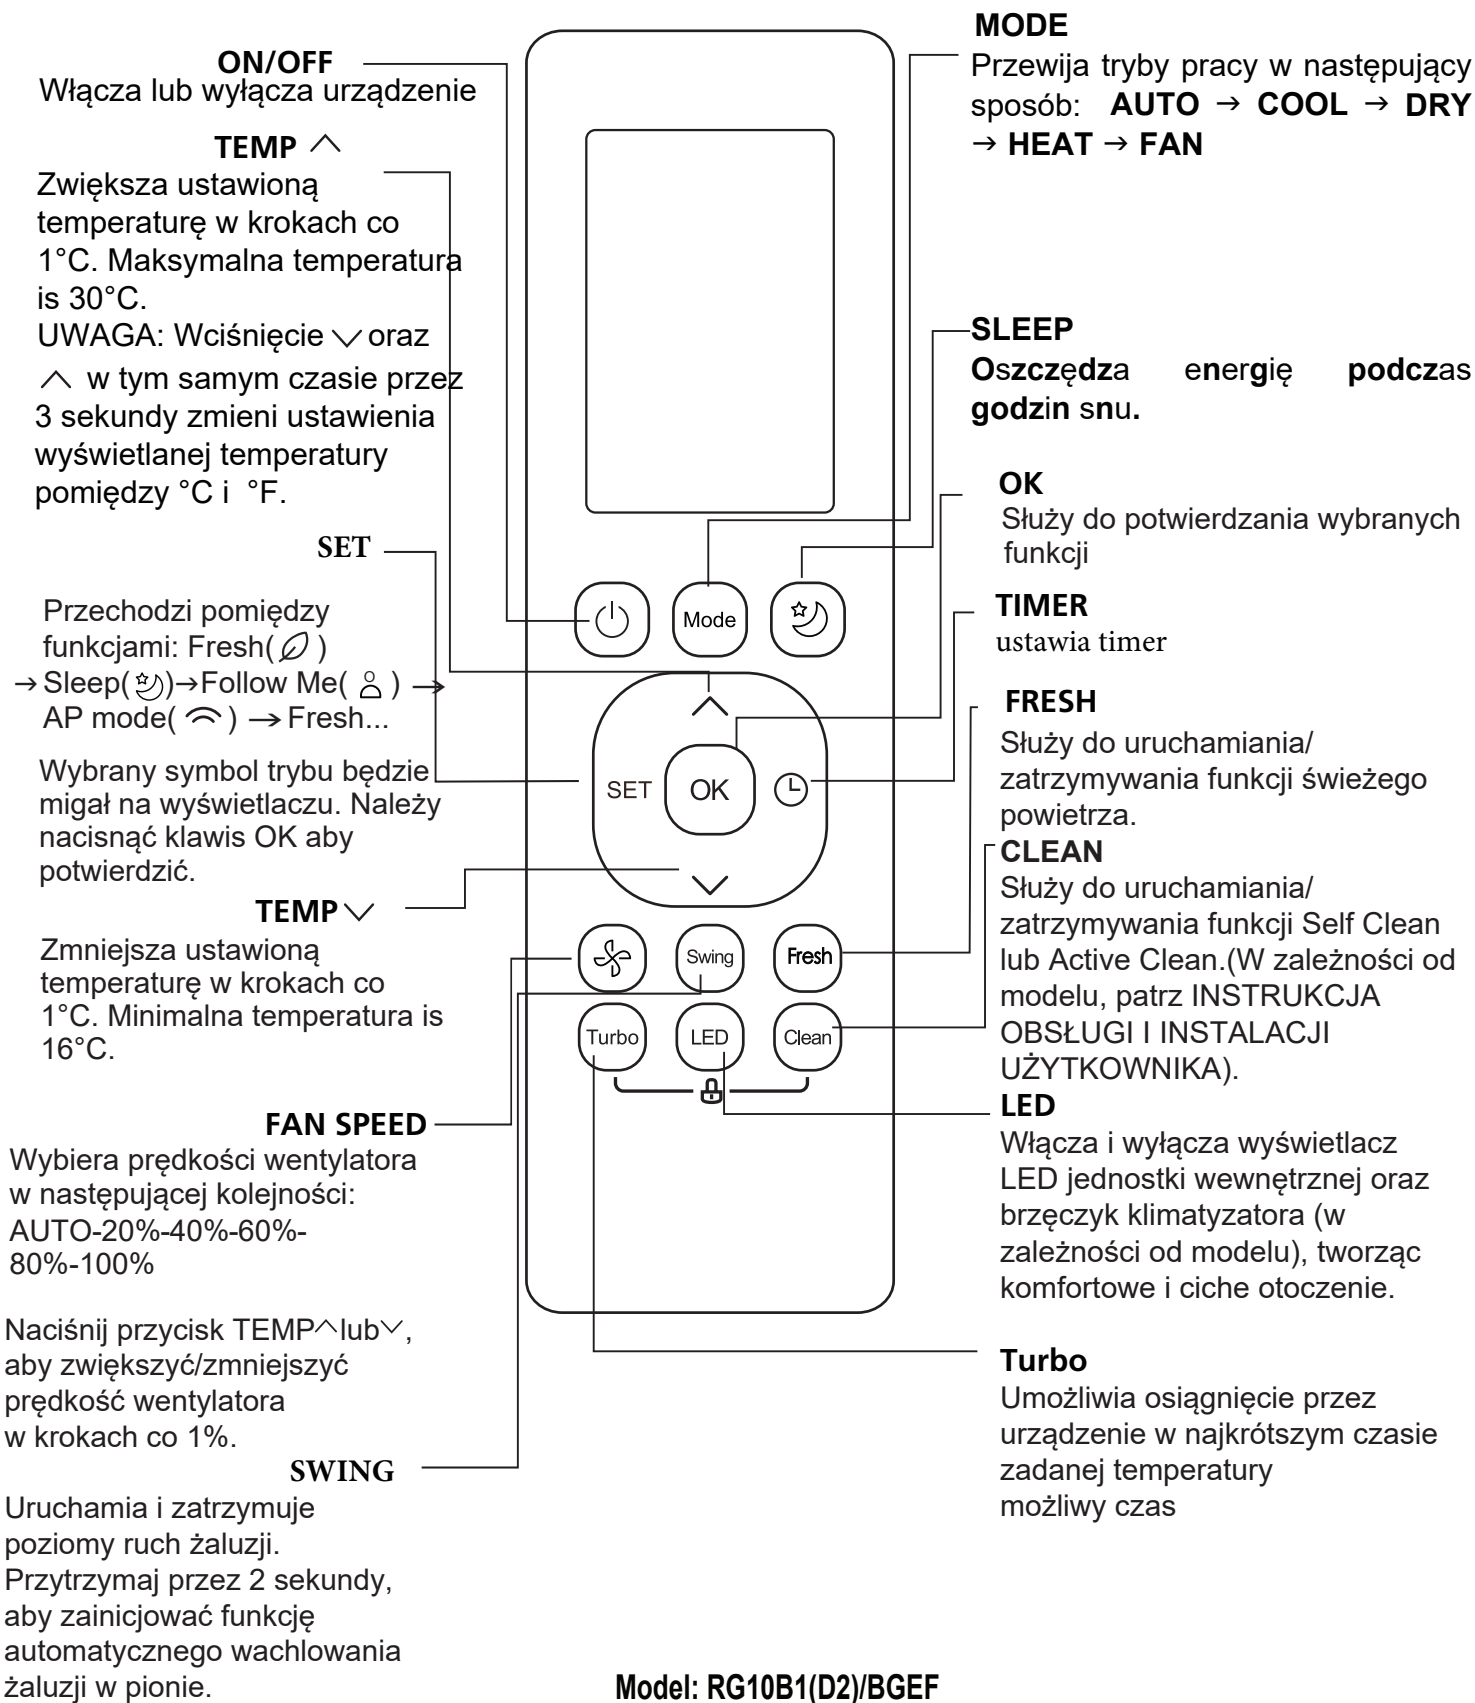 ON/OFF
Włącza lub wyłącza urządzenie
TEMP
Zwiększa ustawioną
temperaturę w krokach co
1°C. Maksymalna temperatura
is 30°C.
UWAGA: Wciśnięcie ∨ oraz
∧ w tym samym czasie przez
3 sekundy zmieni ustawienia
wyświetlanej temperatury
pomiędzy °C i °F.
SET
Przechodzi pomiędzy
funkcjami: Fresh( )
→ Sleep( )→Follow Me( ) →
AP mode( ) → Fresh...
Wybrany symbol trybu będzie
migał na wyświetlaczu. Należy
nacisnąć klawis OK aby
potwierdzić.
TEMP
Zmniejsza ustawioną
temperaturę w krokach co
1°C. Minimalna temperatura is
16°C.
FAN SPEED
Wybiera prędkości wentylatora
w następującej kolejności:
AUTO-20%-40%-60%-
80%-100%
Naciśnij przycisk TEMP∧lub∨,
aby zwiększyć/zmniejszyć
prędkość wentylatora
w krokach co 1%.
SWING
Uruchamia i zatrzymuje
poziomy ruch żaluzji.
Przytrzymaj przez 2 sekundy,
aby zainicjować funkcję
automatycznego wachlowania
żaluzji w pionie.
Mode
SET
OK
Swing
Fresh
Turbo
LED
Clean
MODE
Przewija tryby pracy w następujący
sposób: AUTO → COOL → DRY
→ HEAT → FAN
SLEEP
Oszczędza energię podczas
godzin snu.
OK
Służy do potwierdzania wybranych
funkcji
TIMER
ustawia timer
FRESH
Służy do uruchamiania/
zatrzymywania funkcji świeżego
powietrza.
CLEAN
Służy do uruchamiania/
zatrzymywania funkcji Self Clean
lub Active Clean.(W zależności od
modelu, patrz INSTRUKCJA
OBSŁUGI I INSTALACJI
UŻYTKOWNIKA).
LED
Włącza i wyłącza wyświetlacz
LED jednostki wewnętrznej oraz
brzęczyk klimatyzatora (w
zależności od modelu), tworząc
komfortowe i ciche otoczenie.
Turbo
Umożliwia osiągnięcie przez
urządzenie w najkrótszym czasie
zadanej temperatury
możliwy czas
Model: RG10B1(D2)/BGEF